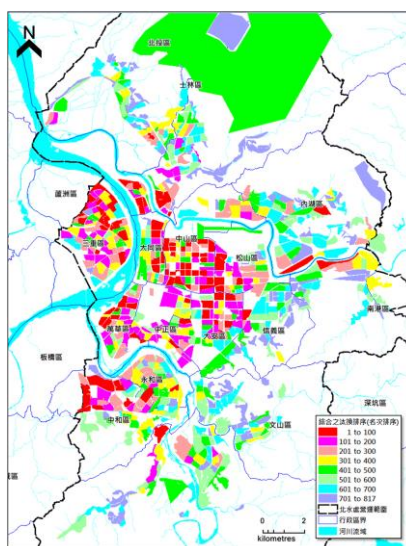 N
北投區
士林區
蘆洲區
內湖區
三重區
大同區
中山區
松山區
南港區
萬華區
中正區
大安區
信義區
板橋區
永和區
中和區
文山區
深坑區
區
綜合之汰換排序(名次排序)
1 to 100
101 to 200
201 to 300
301 to 400
401 to 500
501 to 600
601 to 700
701 to 817
北水處營運範圍
行政區界
河川流域
0 2
kilometres